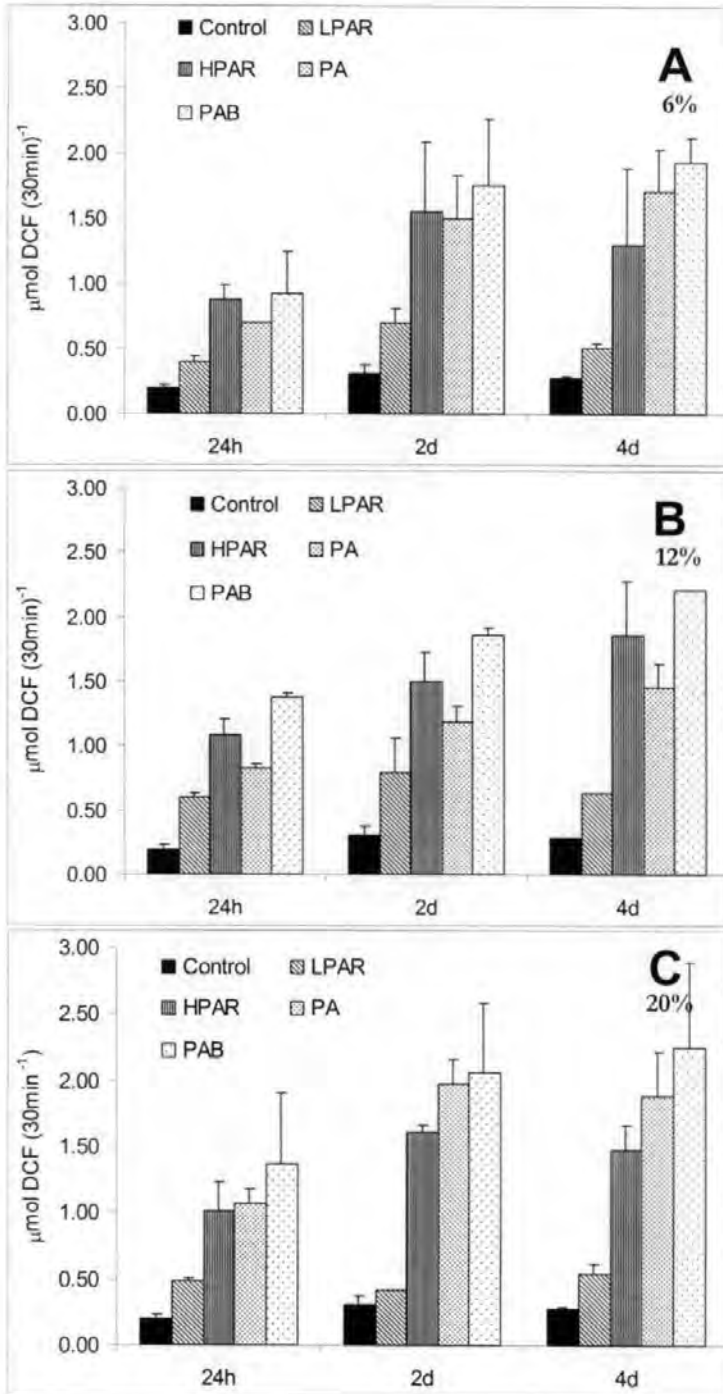 3.00
■ Control LPAR
HPAR PA
PAB
A
6%
2.50
2.00
1.50
1.00
0.50
0.00
µmol DCF (30min)⁻¹
24h 2d 4d
3.00
■ Control LPAR
HPAR PA
PAB
B
12%
2.50
2.00
1.50
1.00
0.50
0.00
µmol DCF (30min)⁻¹
24h 2d 4d
3.00
■ Control LPAR
HPAR PA
PAB
C
20%
2.50
2.00
1.50
1.00
0.50
0.00
µmol DCF (30min⁻¹)
24h 2d 4d